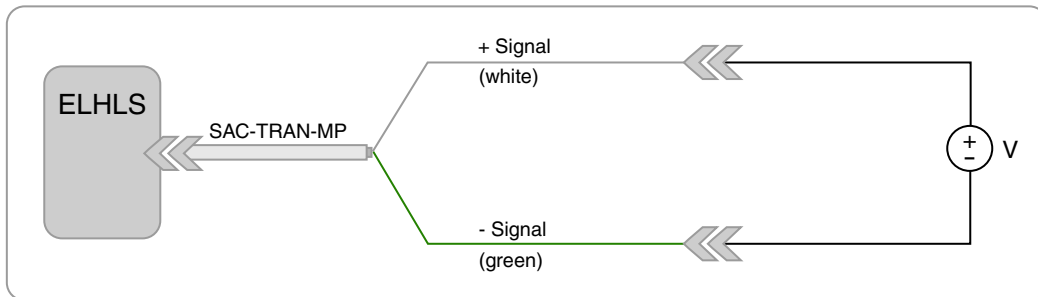 + Signal
(white)
ELHLS
SAC-TRAN-MP
+
-
V
- Signal
(green)